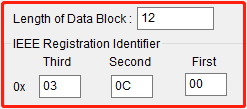 Length of Data Block : 12
IEEE Registration Identifier
Third Second First
0x 03 0C 00